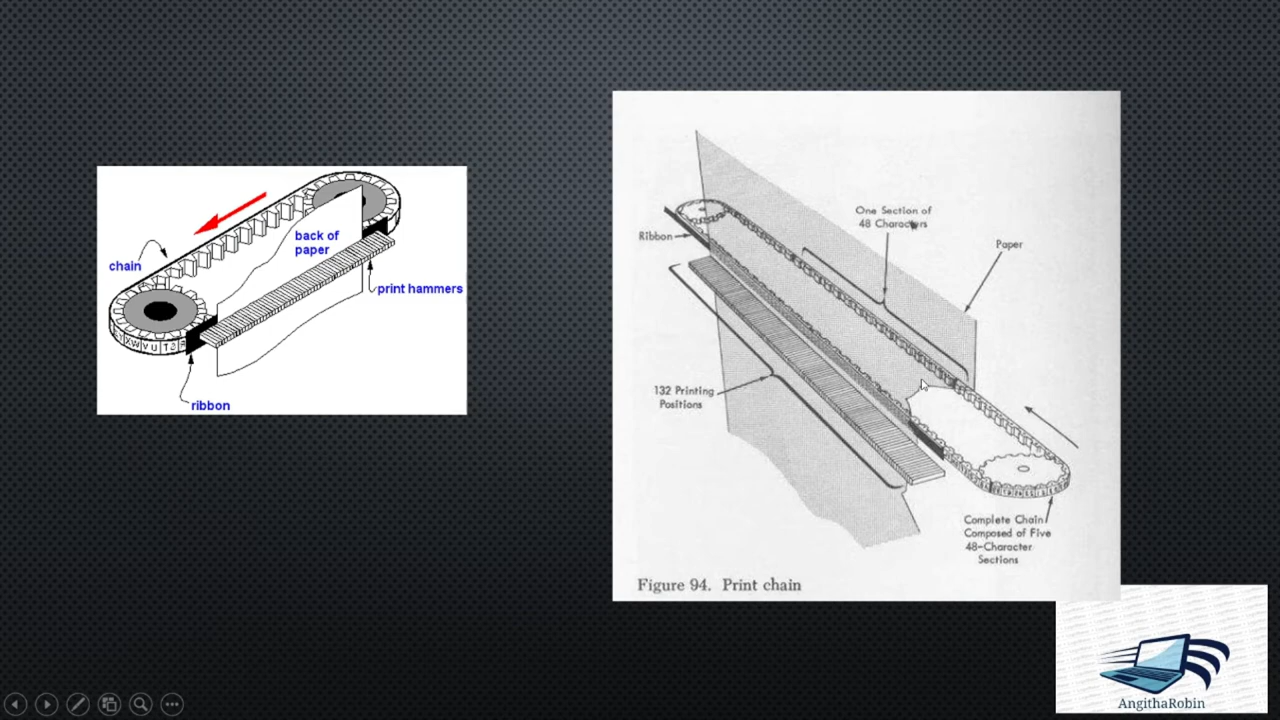 chain
back of
paper
print hammers
ribbon
One Section of
48 Characters
Ribbon
Paper
132 Printing
Positions
Complete Chain
Composed of Five
48-Character
Sections
Figure 94. Print chain
AngithaRobin